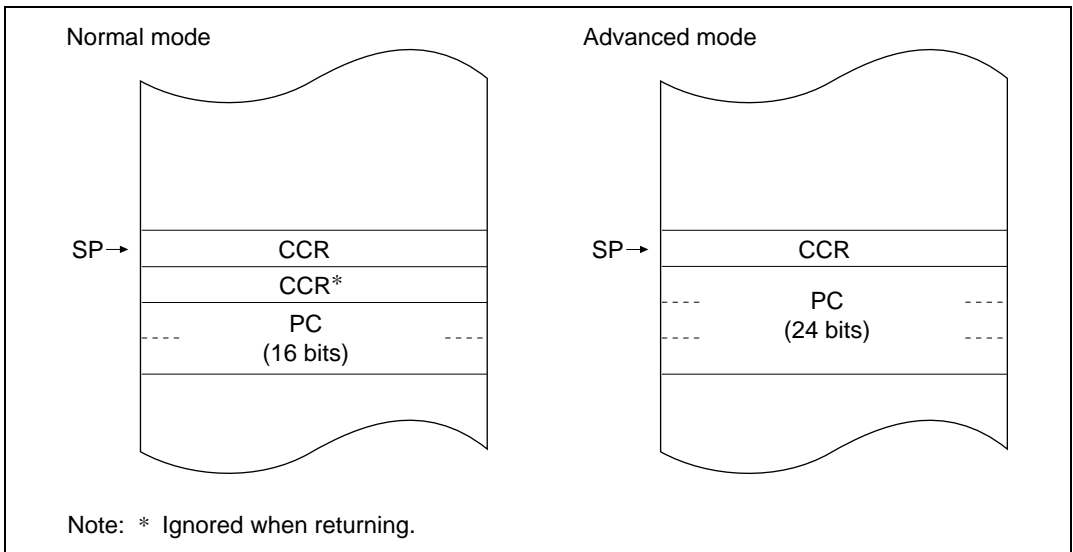 Normal mode
SP
CCR
CCR*
PC
(16 bits)
Advanced mode
SP
CCR
PC
(24 bits)
Note: * Ignored when returning.